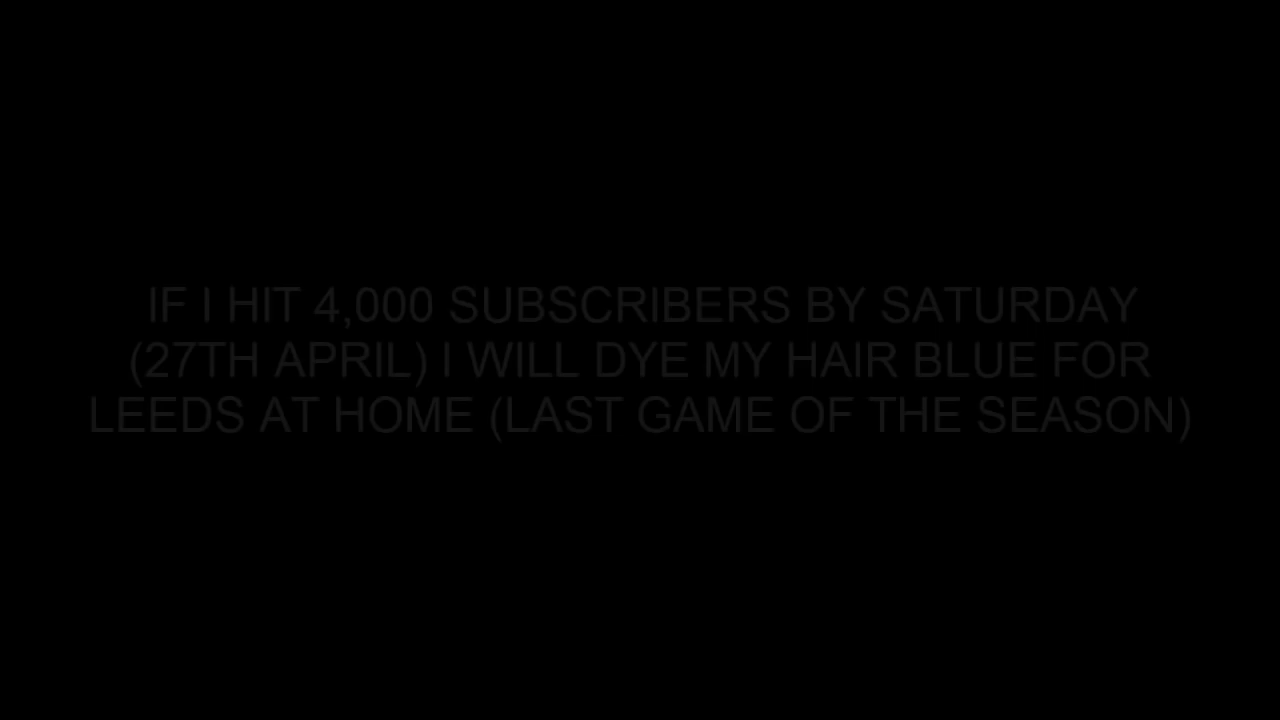 IF I HIT 4,000 SUBSCRIBERS BY SATURDAY
(27TH APRIL) I WILL DYE MY HAIR BLUE FOR
LEEDS AT HOME (LAST GAME OF THE SEASON)